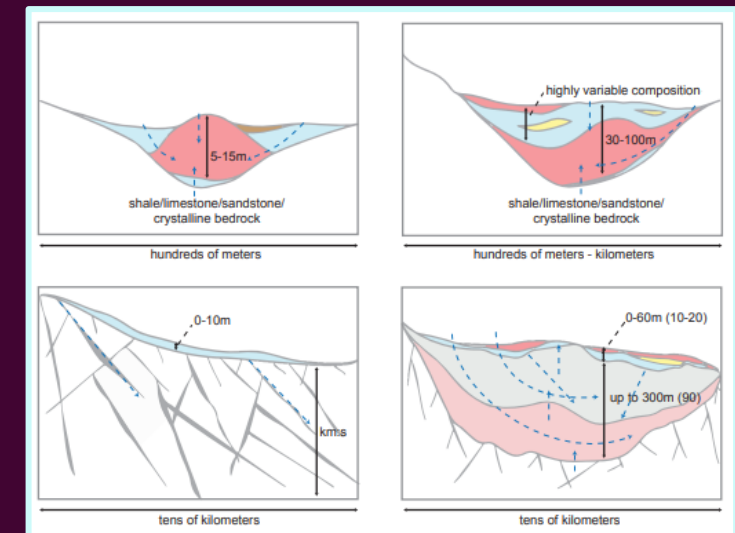 5-15m
shale/limestone/sandstone/
crystalline bedrock
hundreds of meters
highly variable composition
30-100m
shale/limestone/sandstone/
crystalline bedrock
hundreds of meters - kilometers
0-10m
km:s
tens of kilometers
0-60m (10-20)
up to 300m (90)
tens of kilometers